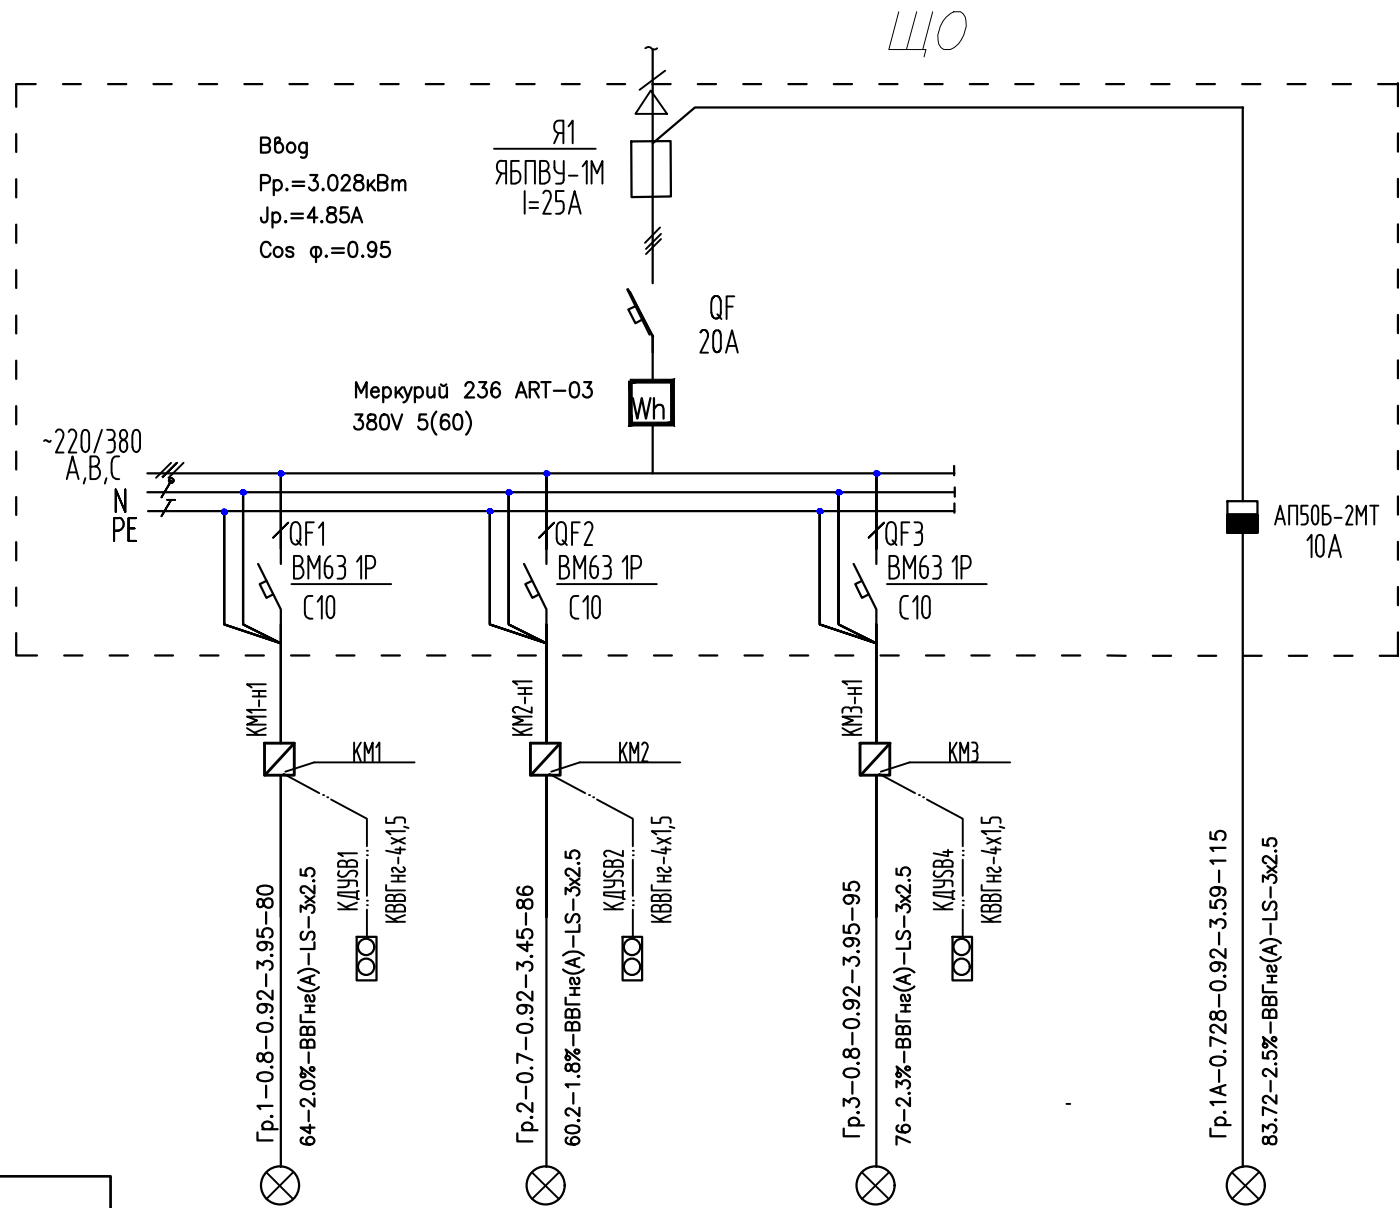 ЩО
Ввод
Рр.=3.028кВт
Jр.=4.85А
Cos φ.=0.95
Я1
ЯБПВУ-1М
I=25А
QF
20А
Меркурий 236 ART-03
380V 5(60)
Wh
~220/380
А,В,С
N
PE
QF1
ВМ63 1Р
С10
QF2
ВМ63 1Р
С10
QF3
ВМ63 1Р
С10
АП50Б-2МТ
10А
КМ1-н1
КМ1
КМ2-н1
КМ2
КМ3-н1
КМ3
Гр.1-0.8-0.92-3.95-80
64-2.0%-ВВГнг(А)-LS-3х2.5
КДУSB1
КВВГнг-4х1,5
Гр.2-0.7-0.92-3.45-86
60.2-1.8%-ВВГнг(А)-LS-3х2.5
КДУSB2
КВВГнг-4х1,5
Гр.3-0.8-0.92-3.95-95
76-2.3%-ВВГнг(А)-LS-3х2.5
КДУSB4
КВВГнг-4х1,5
Гр.1А-0.728-0.92-3.59-115
83.72-2.5%-ВВГнг(А)-LS-3х2.5